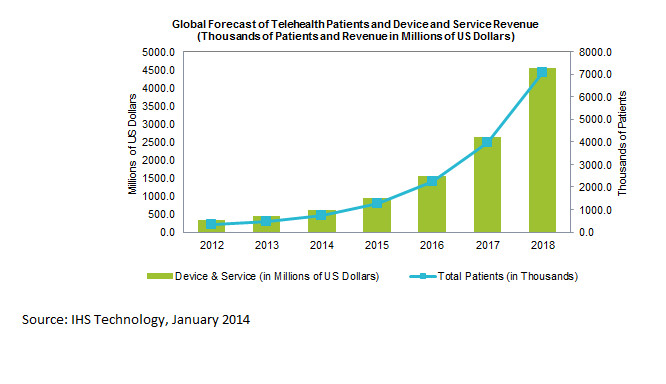 Global Forecast of Telehealth Patients and Device and Service Revenue
(Thousands of Patients and Revenue in Millions of US Dollars)
5000.0
4500.0
4000.0
3500.0
3000.0
2500.0
2000.0
1500.0
1000.0
500.0
0.0
Millions of US Dollars
8000.0
7000.0
6000.0
5000.0
4000.0
3000.0
2000.0
1000.0
0.0
Thousands of Patients
2012 2013 2014 2015 2016 2017 2018
Device & Service (in Millions of US Dollars) Total Patients (in Thousands)
Source: IHS Technology, January 2014